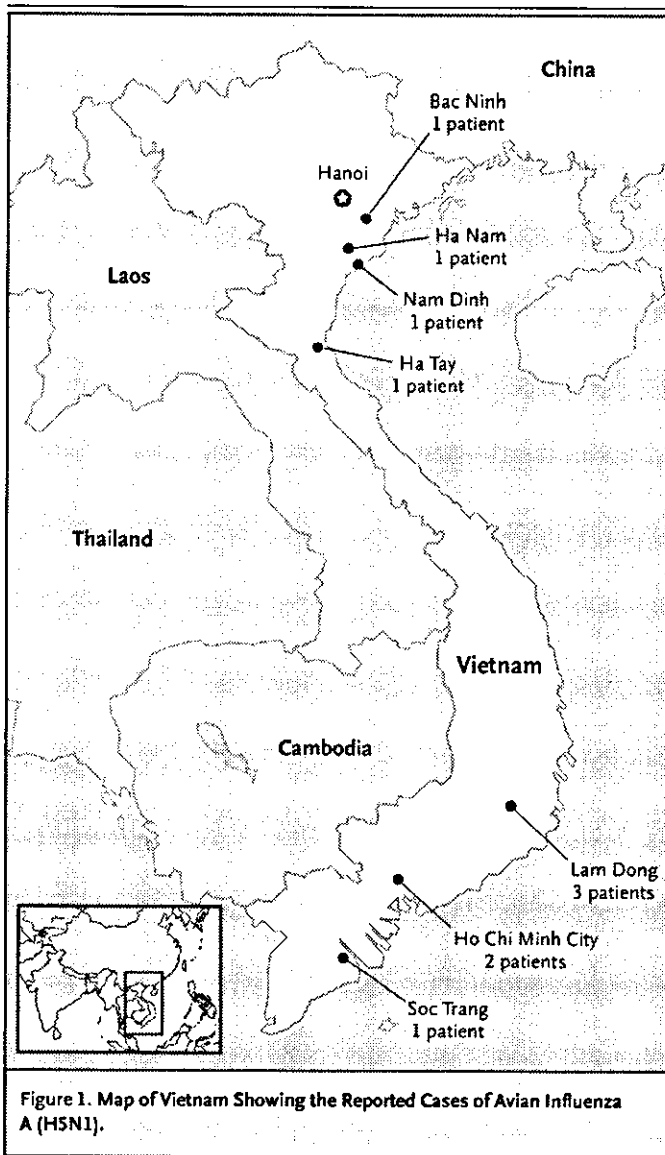 China
Bac Ninh
1 patient
Hanoi
Ha Nam
1 patient
Laos
Nam Dinh
1 patient
Ha Tay
1 patient
Thailand
Vietnam
Cambodia
Lam Dong
3 patients
Ho Chi Minh City
2 patients
Soc Trang
1 patient
Figure 1. Map of Vietnam Showing the Reported Cases of Avian Influenza
A (H5N1).